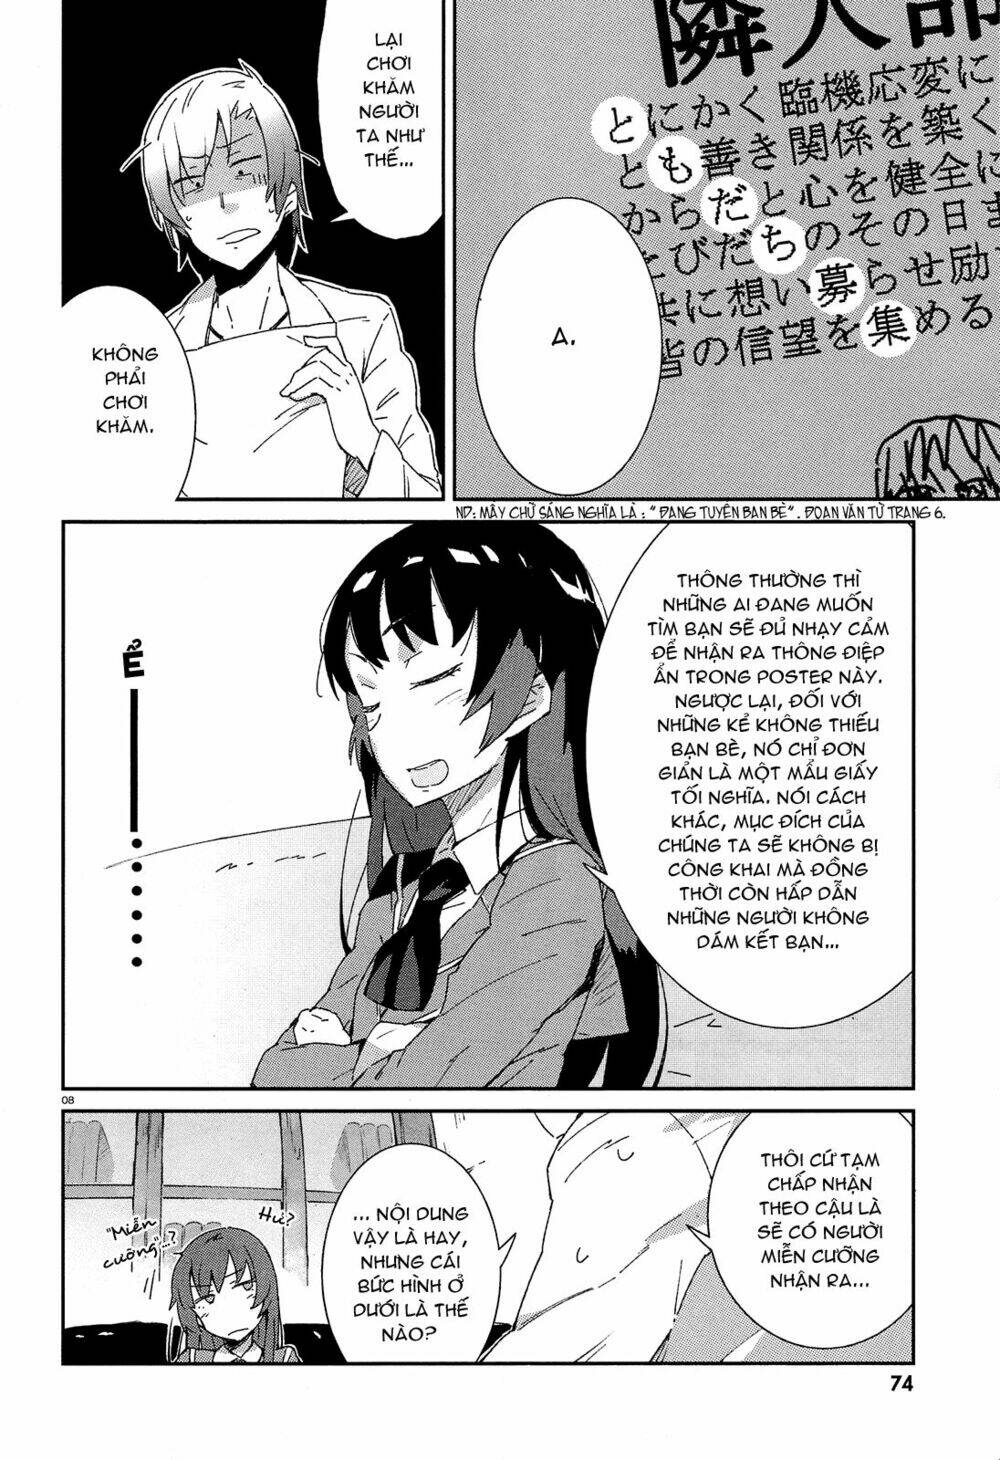 隣人部
とにかく臨機応変に
とも善き関係を築く
からだと心を健全に
たびだちのその日ま
共に想い募らせ励
皆の信望を集める
A.
LẠI
CHƠI
KHĂM
NGƯỜI
TA NHƯ
THẾ...
KHÔNG
PHẢI
CHƠI
KHĂM.
ND: MẤY CHỮ SÁNG NGHĨA LÀ : " ĐANG TUYỂN BẠN BÈ" . ĐOẠN VĂN TỪ TRANG 6.
THÔNG THƯỜNG THÌ
NHỮNG AI ĐANG MUỐN
TÌM BẠN SẼ ĐỦ NHẠY CẢM
ĐỂ NHẬN RA THÔNG ĐIỆP
ẨN TRONG POSTER NÀY.
NGƯỢC LẠI, ĐỐI VỚI
NHỮNG KẺ KHÔNG THIẾU
BẠN BÈ, NÓ CHỈ ĐƠN
GIẢN LÀ MỘT MẨU GIẤY
TỐI NGHĨA. NÓI CÁCH
KHÁC, MỤC ĐÍCH CỦA
CHÚNG TA SẼ KHÔNG BỊ
CÔNG KHAI MÀ ĐỒNG
THỜI CÒN HẤP DẪN
NHỮNG NGƯỜI KHÔNG
DÁM KẾT BẠN...
Ể——......
08
THÔI CỨ TẠM
CHẤP NHẬN
THEO CẬU LÀ
SẼ CÓ NGƯỜI
MIỄN CƯỠNG
NHẬN RA...
... NỘI DUNG
VẬY LÀ HAY,
NHƯNG CÁI
BỨC HÌNH Ở
DƯỚI LÀ THẾ
NÀO?
Hử?
"Miễn
cưỡng"...?
74